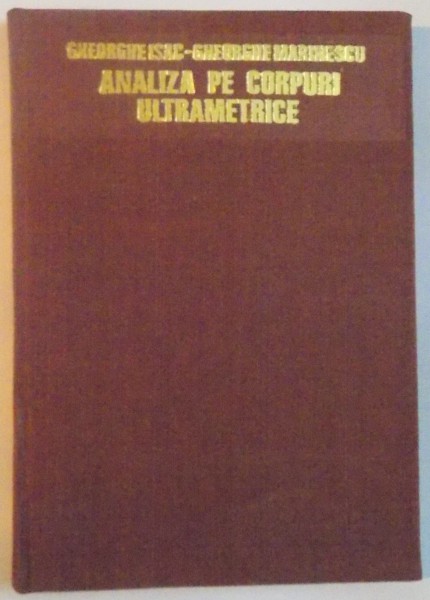 GHEORGHE ISAC-GHEORGHE MARINESCU
ANALIZA PE CORPURI
ULTRAMETRICE